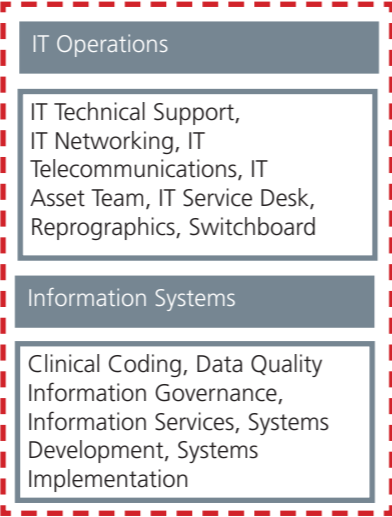 IT Operations
IT Technical Support,
IT Networking, IT
Telecommunications, IT
Asset Team, IT Service Desk,
Reprographics, Switchboard
Information Systems
Clinical Coding, Data Quality
Information Governance,
Information Services, Systems
Development, Systems
Implementation